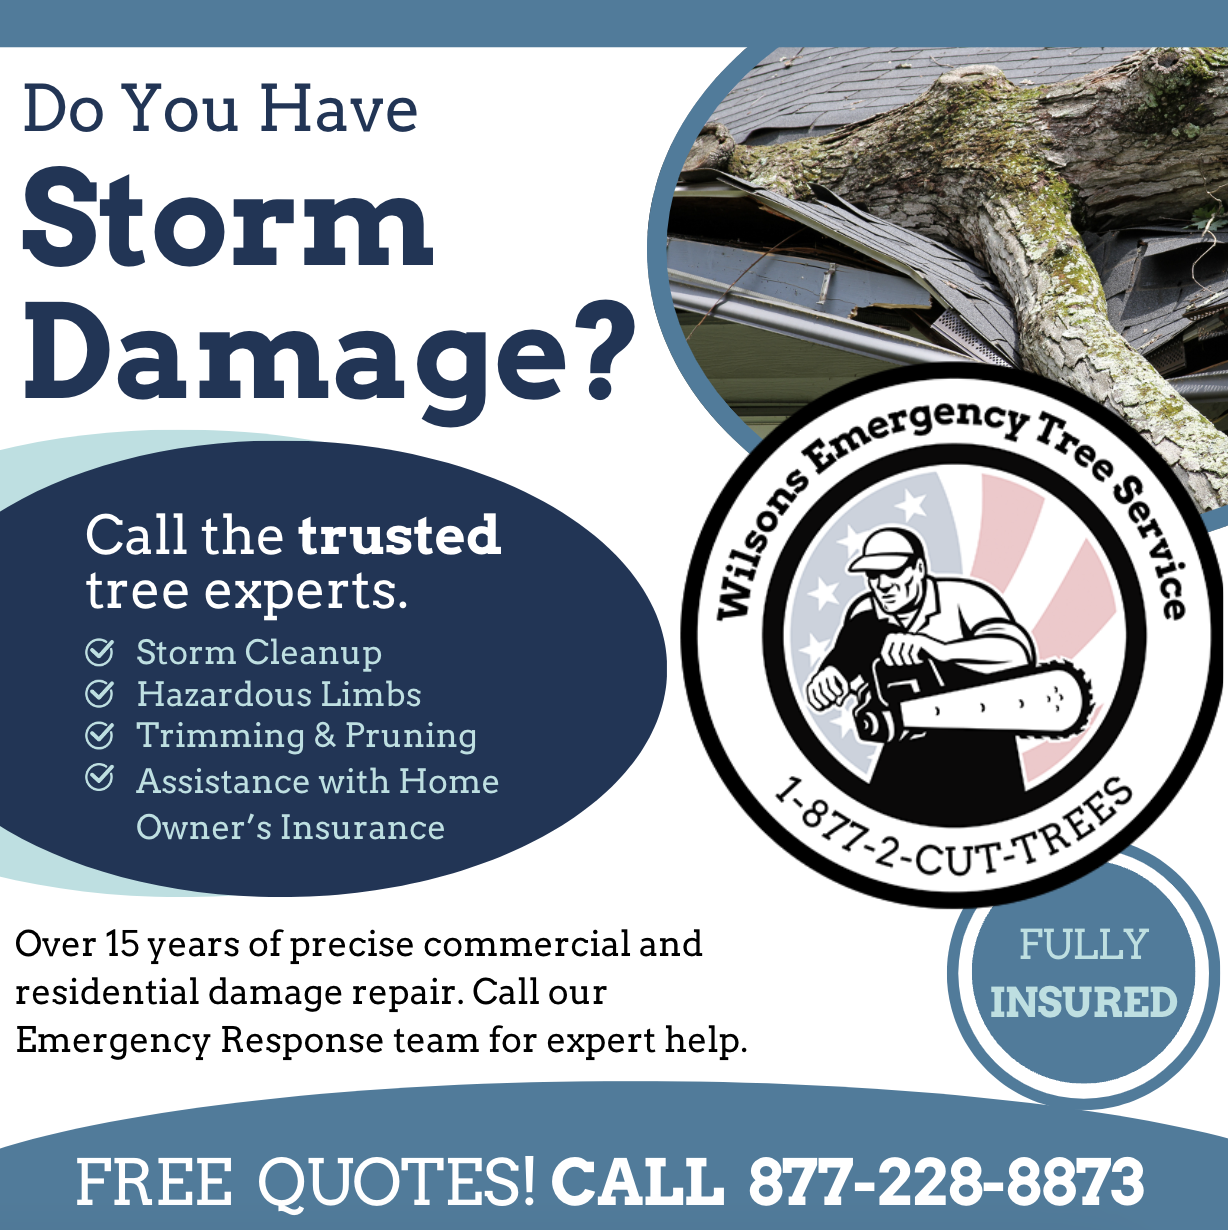 Do You Have
Storm
Damage?
Wilsons Emergency Tree Service
1-877-2-CUT-TREES
Call the trusted
tree experts.
Storm Cleanup
Hazardous Limbs
Trimming & Pruning
Assistance with Home
Owner’s Insurance
Over 15 years of precise commercial and
residential damage repair. Call our
Emergency Response team for expert help.
FULLY
INSURED
FREE QUOTES! CALL 877-228-8873